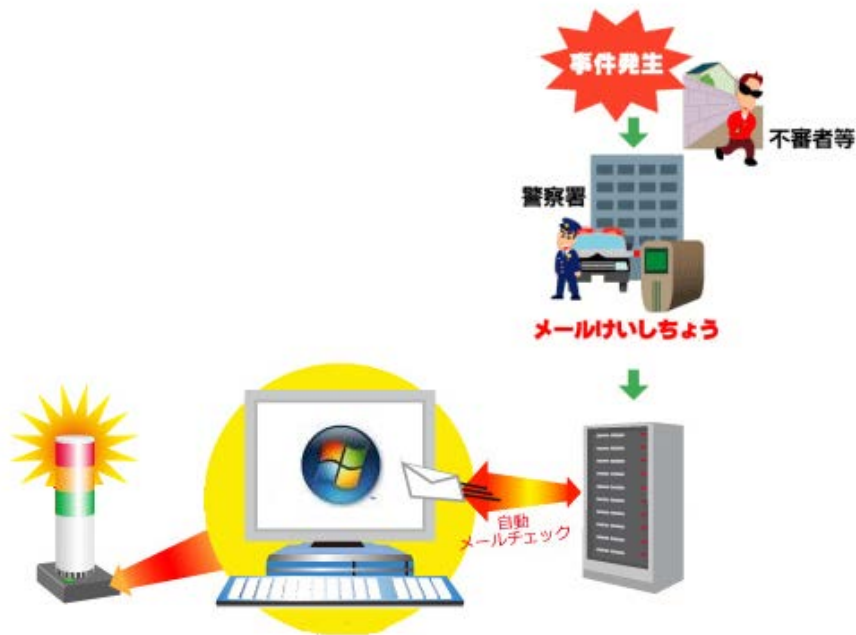 事件発生
不審者等
警察署
メールけいしちょう
自動
メールチェック